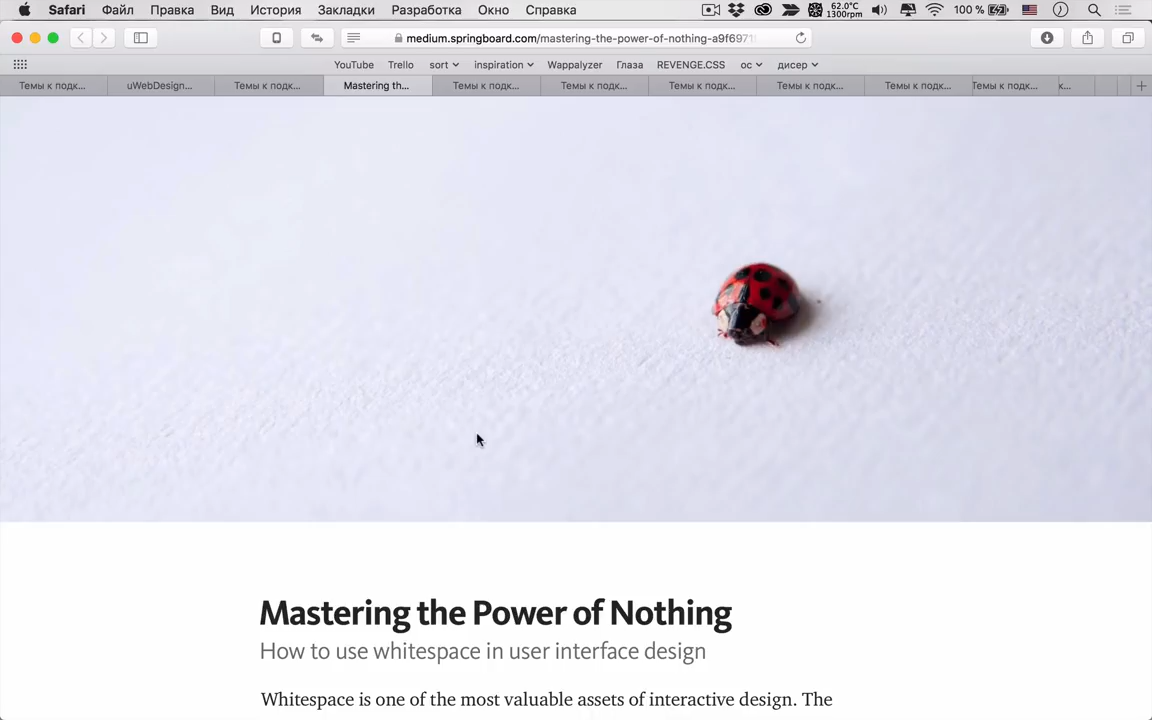 Safari Файл Правка Вид История Закладки Разработка Окно Справка 62.0°C 1300rpm 100 %
medium.springboard.com/mastering-the-power-of-nothing-a9f6971
YouTube Trello sort inspiration Wappalyzer Глаза REVENGE.CSS ос дисер
Темы к подк... uWebDesign... Темы к подк... Mastering th... Темы к подк... Темы к подк... Темы к подк... Темы к подк... Темы к подк... Темы к подк... к...
Mastering the Power of Nothing
How to use whitespace in user interface design
Whitespace is one of the most valuable assets of interactive design. The